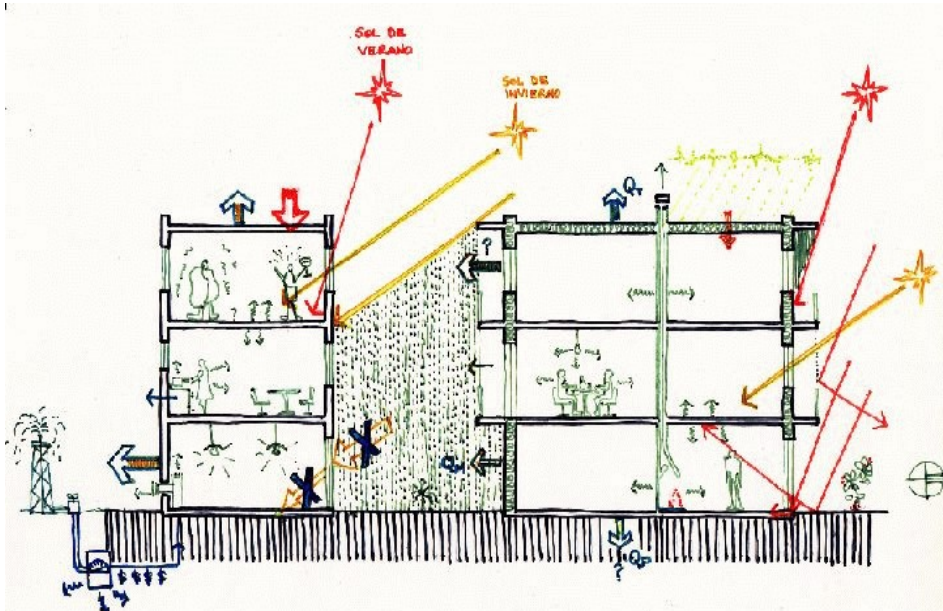 SOL DE
VERANO
SOL DE
INVIERNO
?
?
$ $ $ $